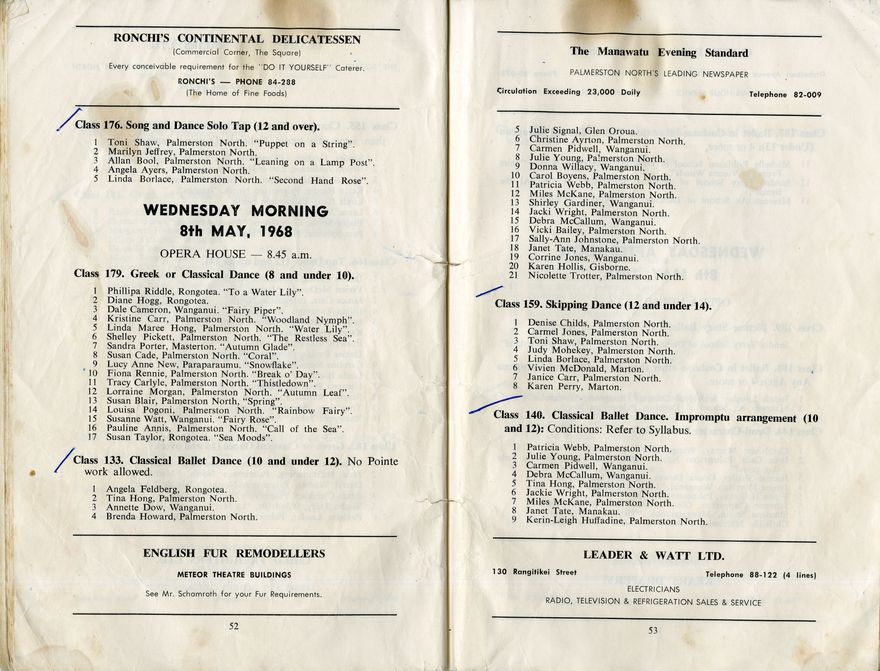 RONCHI'S CONTINENTAL DELICATESSEN
(Commercial Corner, The Square)
Every conceivable requirement for the "DO IT YOURSELF" Caterer.
RONCHI'S — PHONE 84-288
(The Home of Fine Foods)
Class 176. Song and Dance Solo Tap (12 and over).
1 Toni Shaw, Palmerston North. "Puppet on a String".
2 Marilyn Jeffrey, Palmerston North.
3 Allan Bool, Palmerston North. "Leaning on a Lamp Post".
4 Angela Ayers, Palmerston North.
5 Linda Borlace, Palmerston North. "Second Hand Rose".
WEDNESDAY MORNING
8th MAY, 1968
OPERA HOUSE — 8.45 a.m.
Class 179. Greek or Classical Dance (8 and under 10).
1 Phillipa Riddle, Rongotea. "To a Water Lily".
2 Diane Hogg, Rongotea.
3 Dale Cameron, Wanganui. "Fairy Piper".
4 Kristine Carr, Palmerston North. "Woodland Nymph".
5 Linda Maree Hong, Palmerston North. "Water Lily".
6 Shelley Pickett, Palmerston North. "The Restless Sea".
7 Sandra Porter, Masterton. "Autumn Glade".
8 Susan Cade, Palmerston North. "Coral".
9 Lucy Anne New, Paraparaumu. "Snowflake".
10 Fiona Rennie, Palmerston North. "Break o' Day".
11 Tracy Carlyle, Palmerston North. "Thistledown".
12 Lorraine Morgan, Palmerston North. "Autumn Leaf".
13 Susan Blair, Palmerston North, "Spring".
14 Louisa Pogoni, Palmerston North. "Rainbow Fairy".
15 Susanne Watt, Wanganui. "Fairy Rose".
16 Pauline Annis, Palmerston North. "Call of the Sea".
17 Susan Taylor, Rongotea. "Sea Moods".
Class 133. Classical Ballet Dance (10 and under 12). No Pointe
work allowed.
1 Angela Feldberg, Rongotea.
2 Tina Hong, Palmerston North.
3 Annette Dow, Wanganui.
4 Brenda Howard, Palmerston North.
ENGLISH FUR REMODELLERS
METEOR THEATRE BUILDINGS
See Mr. Schamroth for your Fur Requirements.
52
The Manawatu Evening Standard
PALMERSTON NORTH'S LEADING NEWSPAPER
Circulation Exceeding 23,000 Daily Telephone 82-009
5 Julie Signal, Glen Oroua.
6 Christine Ayrton, Palmerston North.
7 Carmen Pidwell, Wanganui.
8 Julie Young, Palmerston North.
9 Donna Willacy, Wanganui.
10 Carol Boyens, Palmerston North.
11 Patricia Webb, Palmerston North.
12 Miles McKane, Palmerston North.
13 Shirley Gardiner, Wanganui.
14 Jacki Wright, Palmerston North.
15 Debra McCallum, Wanganui.
16 Vicki Bailey, Palmerston North.
17 Sally-Ann Johnstone, Palmerston North.
18 Janet Tate, Manakau.
19 Corrine Jones, Wanganui.
20 Karen Hollis, Gisborne.
21 Nicolette Trotter, Palmerston North.
Class 159. Skipping Dance (12 and under 14).
1 Denise Childs, Palmerston North.
2 Carmel Jones, Palmerston North.
3 Toni Shaw, Palmerston North.
4 Judy Mohekey, Palmerston North.
5 Linda Borlace, Palmerston North.
6 Vivien McDonald, Marton.
7 Janice Carr, Palmerston North.
8 Karen Perry, Marton.
Class 140. Classical Ballet Dance. Impromptu arrangement (10
and 12): Conditions: Refer to Syllabus.
1 Patricia Webb, Palmerston North.
2 Julie Young, Palmerston North.
3 Carmen Pidwell, Wanganui.
4 Debra McCallum, Wanganui.
5 Tina Hong, Palmerston North.
6 Jackie Wright, Palmerston North.
7 Miles McKane, Palmerston North.
8 Janet Tate, Manakau.
9 Kerin-Leigh Huffadine, Palmerston North.
LEADER & WATT LTD.
130 Rangitikei Street Telephone 88-122 (4 lines)
ELECTRICIANS
RADIO, TELEVISION & REFRIGERATION SALES & SERVICE
53